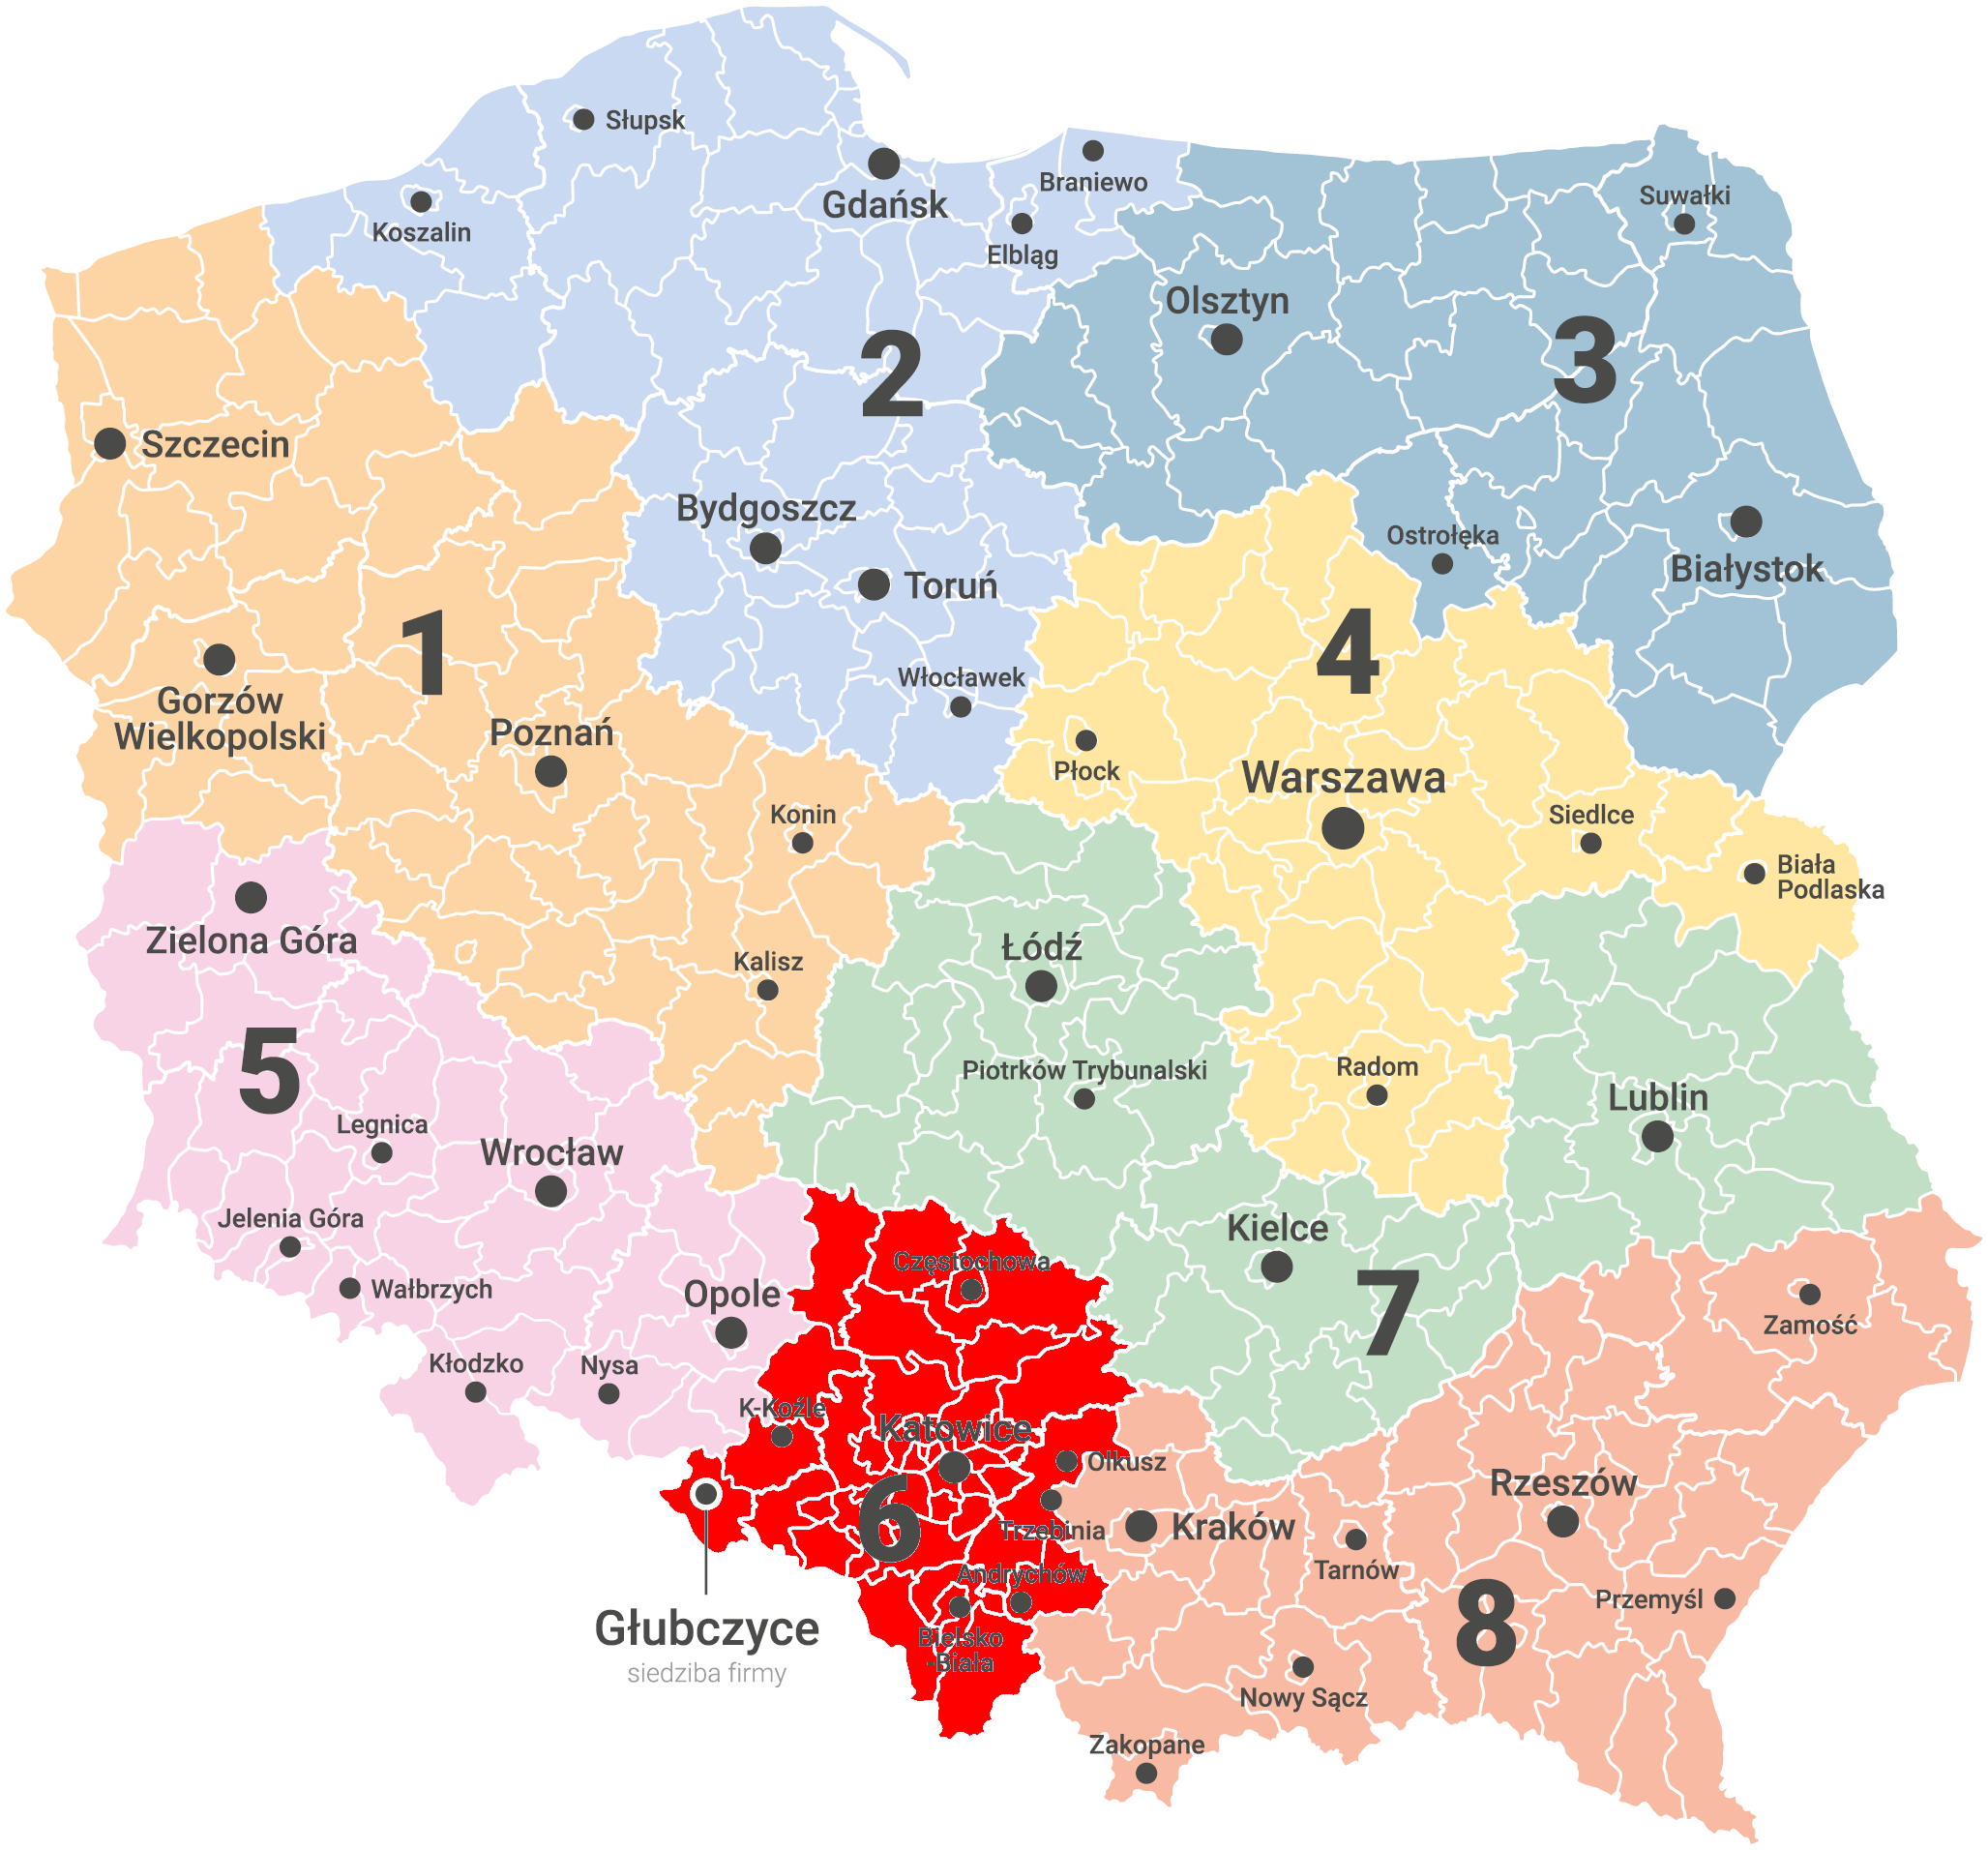 Słupsk
Gdańsk
Braniewo
Suwałki
Koszalin
Elbląg
Olsztyn
2
3
Szczecin
Bydgoszcz
Ostrołęka
Białystok
Toruń
1
4
Włocławek
Gorzów
Wielkopolski
Poznań
Płock
Warszawa
Konin
Siedlce
Biała
Podlaska
Zielona Góra
Łódź
Kalisz
5
Piotrków Trybunalski
Radom
Lublin
Legnica
Wrocław
Jelenia Góra
Kielce
Częstochowa
Wałbrzych
Opole
7
Zamość
Kłodzko
Nysa
K-Koźle
Katowice
Olkusz
Rzeszów
6
Trzebinia
Kraków
Tarnów
Andrychów
Przemyśl
Głubczyce
siedziba firmy
Bielsko
-Biała
8
Nowy Sącz
Zakopane